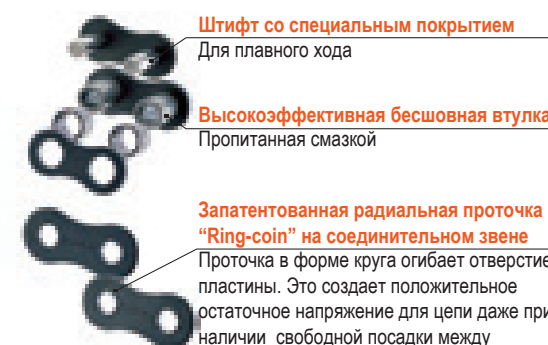 Штифт со специальным покрытием
Для плавного хода
Высокоэффективная бесшовная втулка
Пропитанная смазкой
Запатентованная радиальная проточка
“Ring-coin” на соединительном звене
Проточка в форме круга огибает отверстие
пластины. Это создает положительное
остаточное напряжение для цепи даже при
наличии свободной посадки между